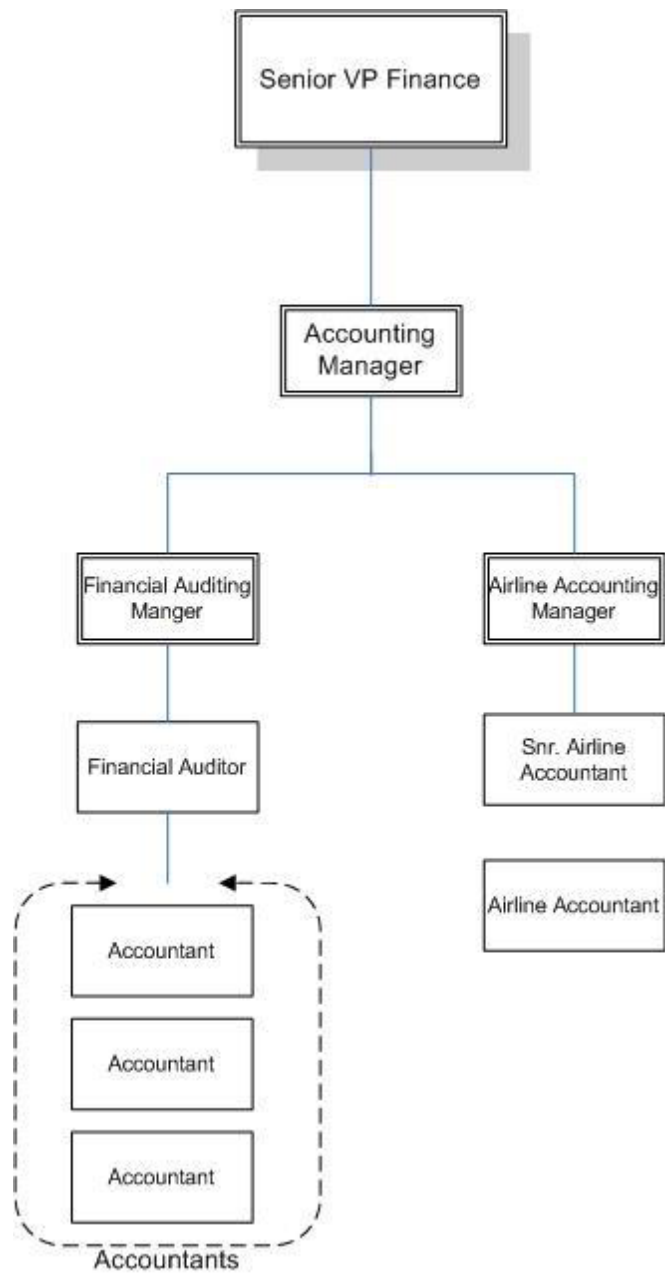 Senior VP Finance
Accounting
Manager
Financial Auditing
Manger
Airline Accounting
Manager
Financial Auditor
Snr. Airline
Accountant
Airline Accountant
Accountant
Accountant
Accountant
Accountants